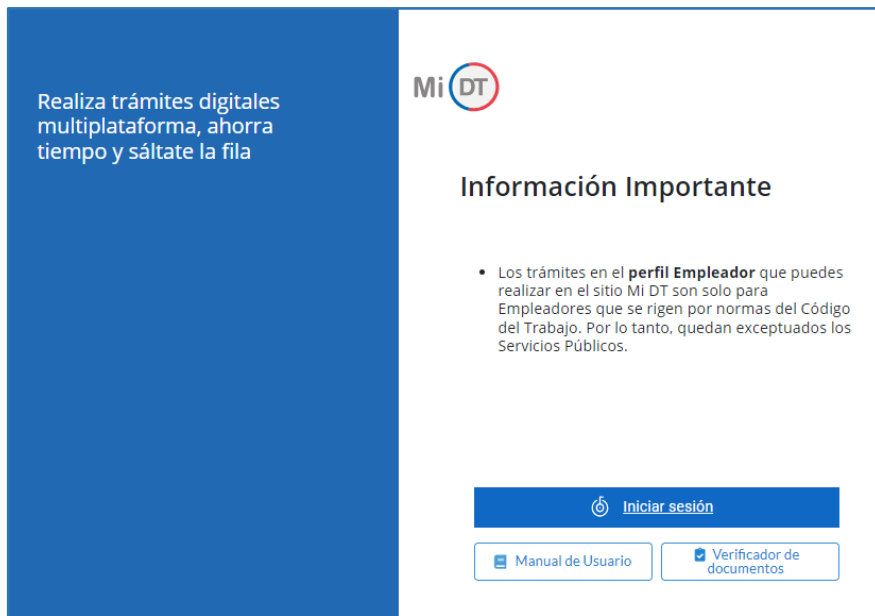 Realiza trámites digitales
multiplataforma, ahorra
tiempo y sáltate la fila
Mi DT
Información Importante
• Los trámites en el perfil Empleador que puedes
realizar en el sitio Mi DT son solo para
Empleadores que se rigen por normas del Código
del Trabajo. Por lo tanto, quedan exceptuados los
Servicios Públicos.
Iniciar sesión
Manual de Usuario
Verificador de
documentos